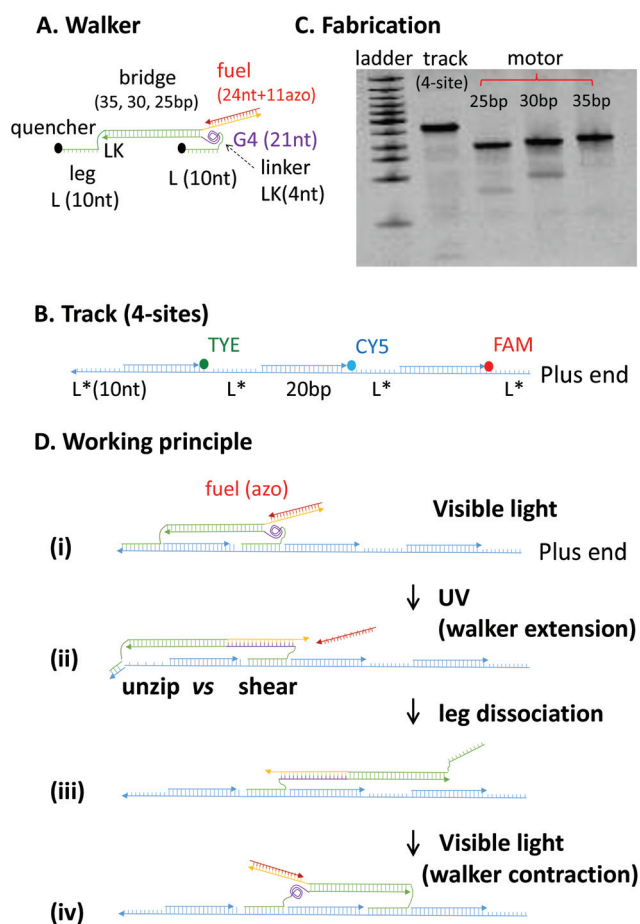 A. Walker
bridge
(35, 30, 25bp)
fuel
(24nt+11azo)
quencher
LK
G4 (21nt)
leg
L (10nt)
L (10nt)
linker
LK(4nt)
C. Fabrication
ladder track motor
(4-site)
25bp 30bp 35bp
B. Track (4-sites)
TYE CY5 FAM
L*(10nt) L* 20bp L* L* Plus end
D. Working principle
fuel (azo)
Visible light
(i) Plus end
UV
(walker extension)
(ii)
unzip vs shear
leg dissociation
(iii)
Visible light
(walker contraction)
(iv)